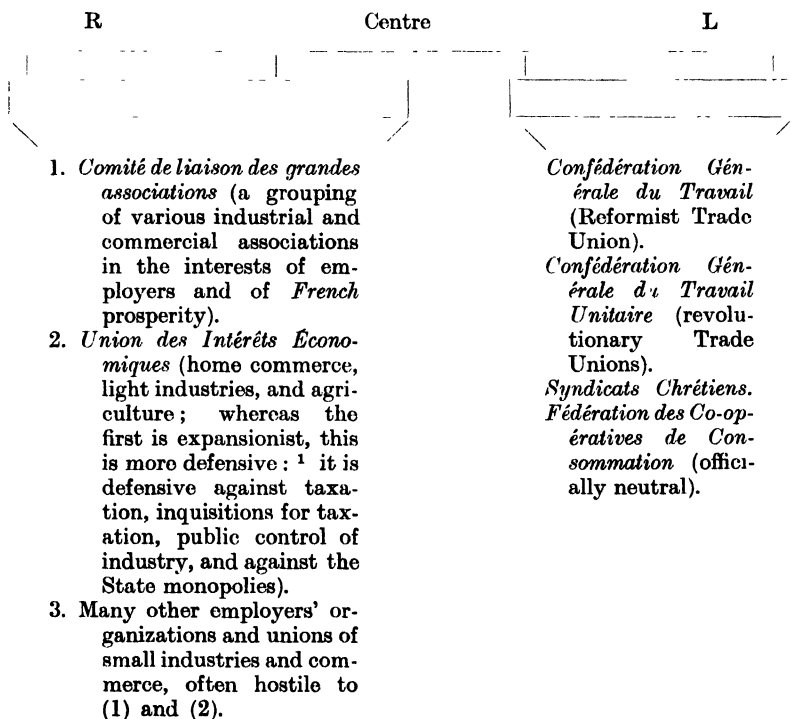 R Centre L
1. Comité de liaison des grandes
associations (a grouping
of various industrial and
commercial associations
in the interests of em-
ployers and of French
prosperity).
2. Union des Intérêts Écono-
miques (home commerce,
light industries, and agri-
culture; whereas the
first is expansionist, this
is more defensive: ¹ it is
defensive against taxa-
tion, inquisitions for tax-
ation, public control of
industry, and against the
State monopolies).
3. Many other employers' or-
ganizations and unions of
small industries and com-
merce, often hostile to
(1) and (2).
Confédération Gén-
érale du Travail
(Reformist Trade
Union).
Confédération Gén-
érale du Travail
Unitaire (revolu-
tionary Trade
Unions).
Syndicats Chrétiens.
Fédération des Co-op-
ératives de Con-
sommation (offici-
ally neutral).